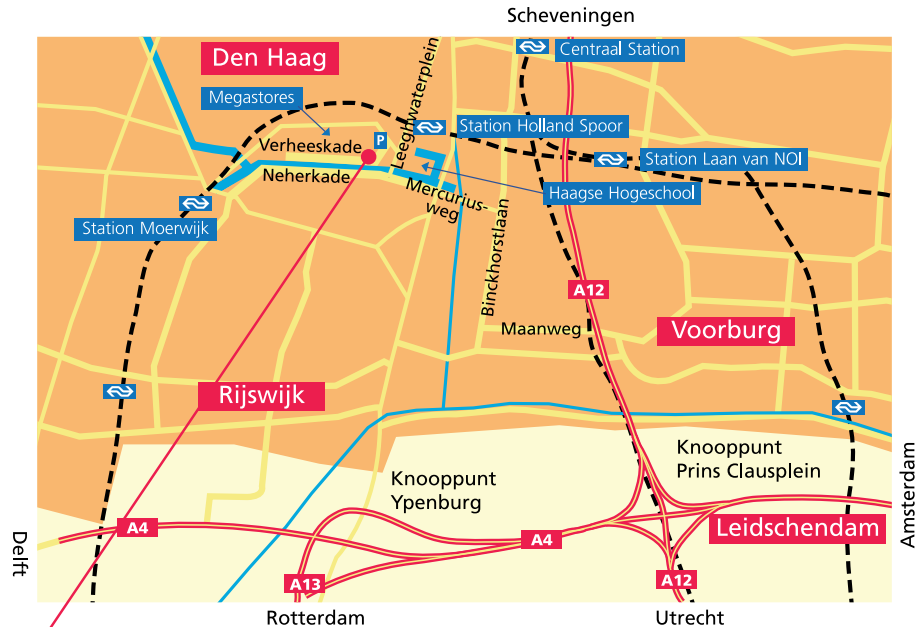 Scheveningen
Den Haag
Centraal Station
Megastores
Leeghwaterplein
P
Station Holland Spoor
Verheeskade
Station Laan van NOI
Neherkade
Haagse Hogeschool
Mercurius-
weg
Station Moerwijk
Binckhorstlaan
A12
Maanweg
Voorburg
Rijswijk
Knooppunt
Prins Clausplein
Knooppunt
Ypenburg
Amsterdam
Delft
A4
A4
Leidschendam
A13
A12
Rotterdam
Utrecht